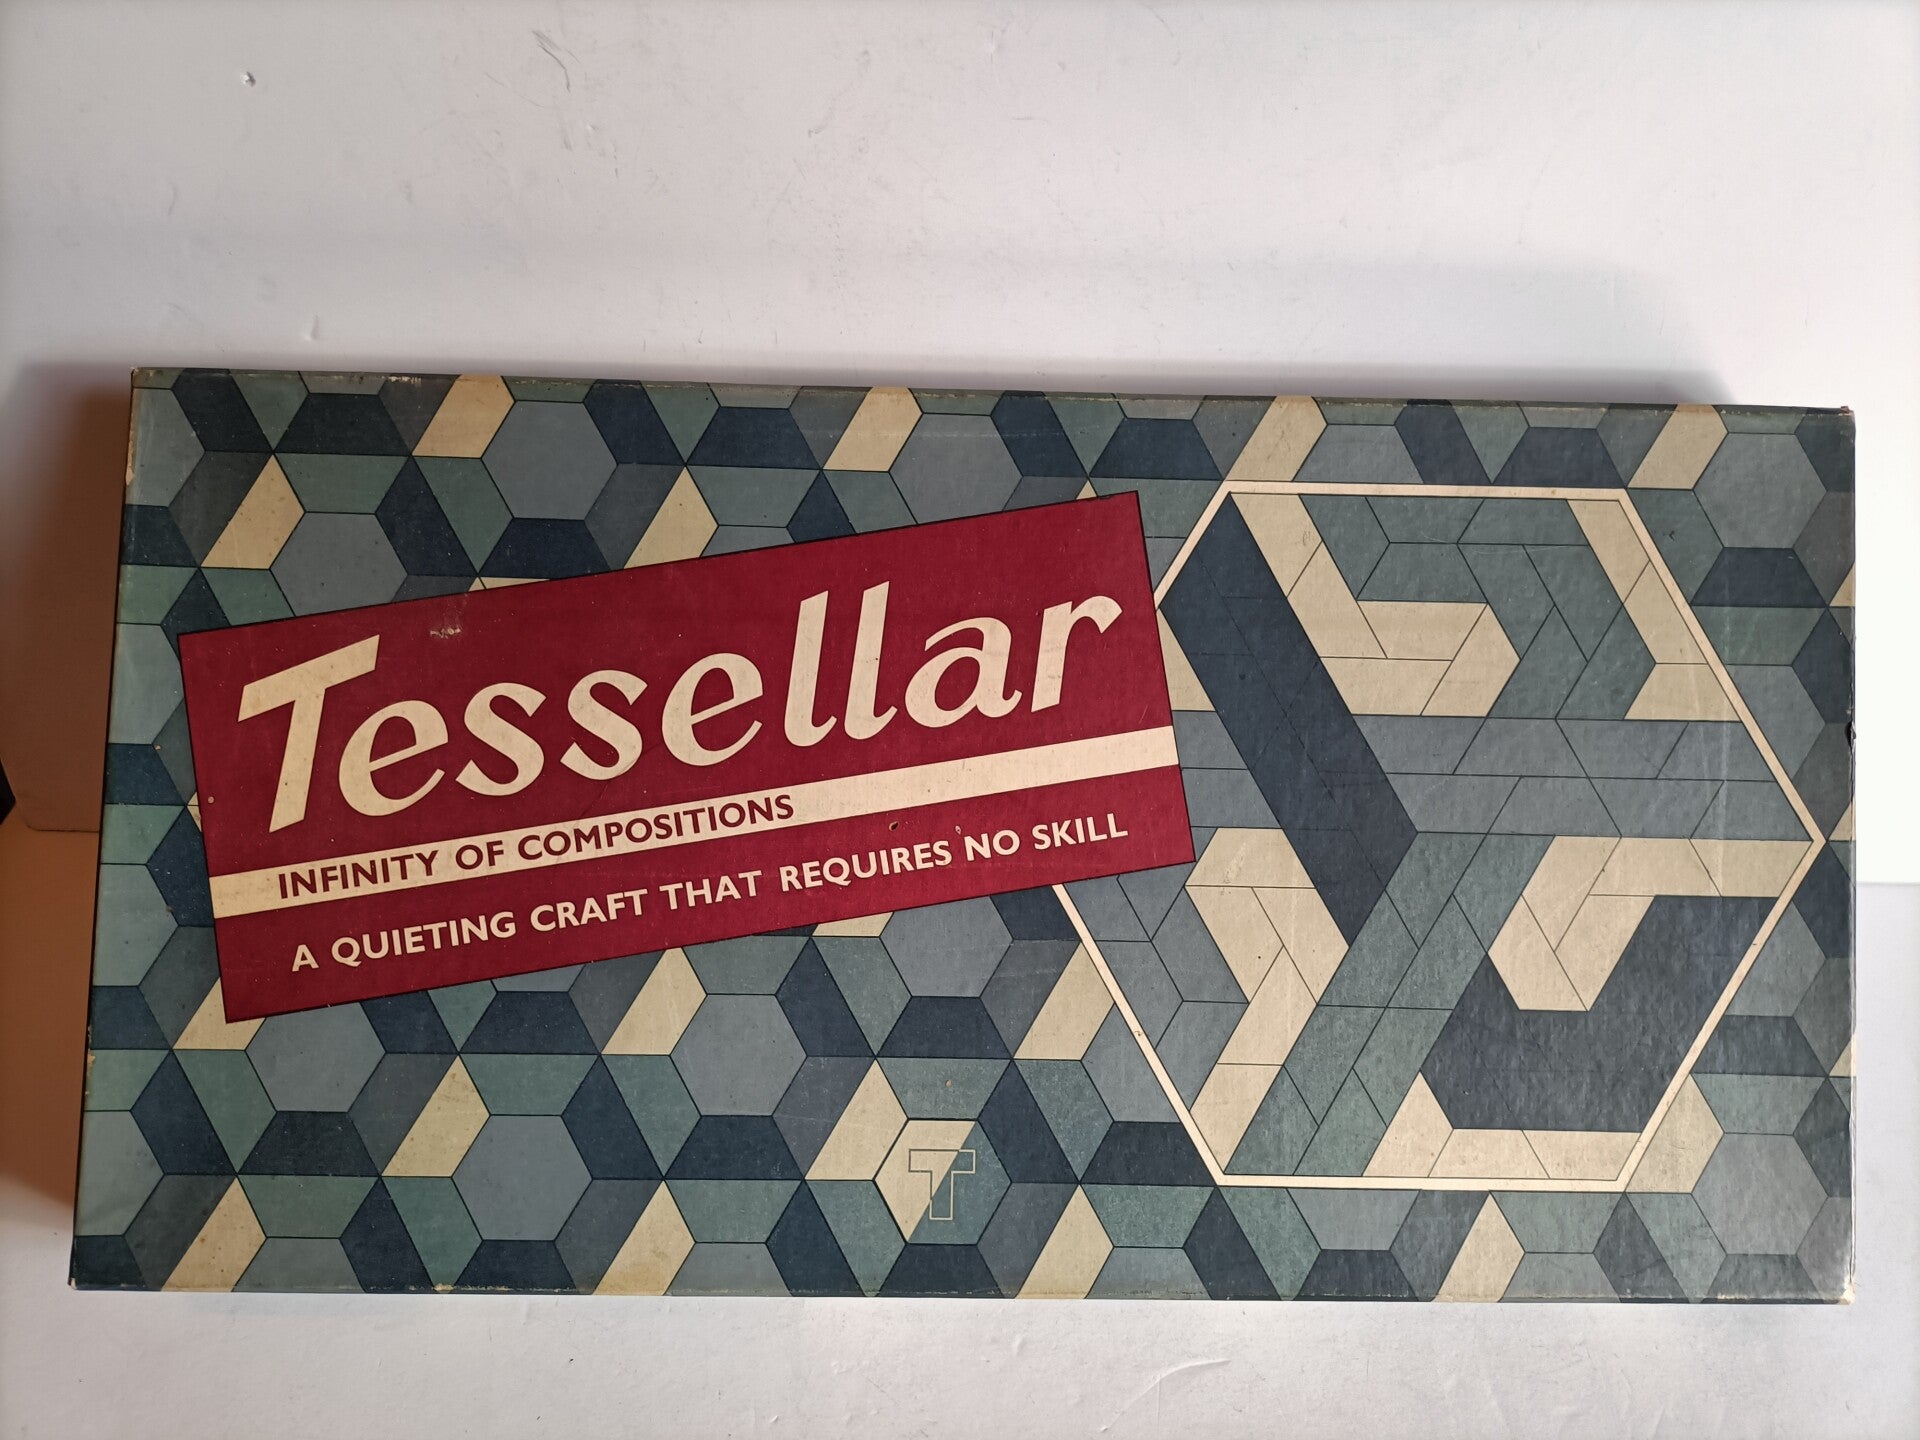 Tessellar
INFINITY OF COMPOSITIONS
A QUIETING CRAFT THAT REQUIRES NO SKILL
T